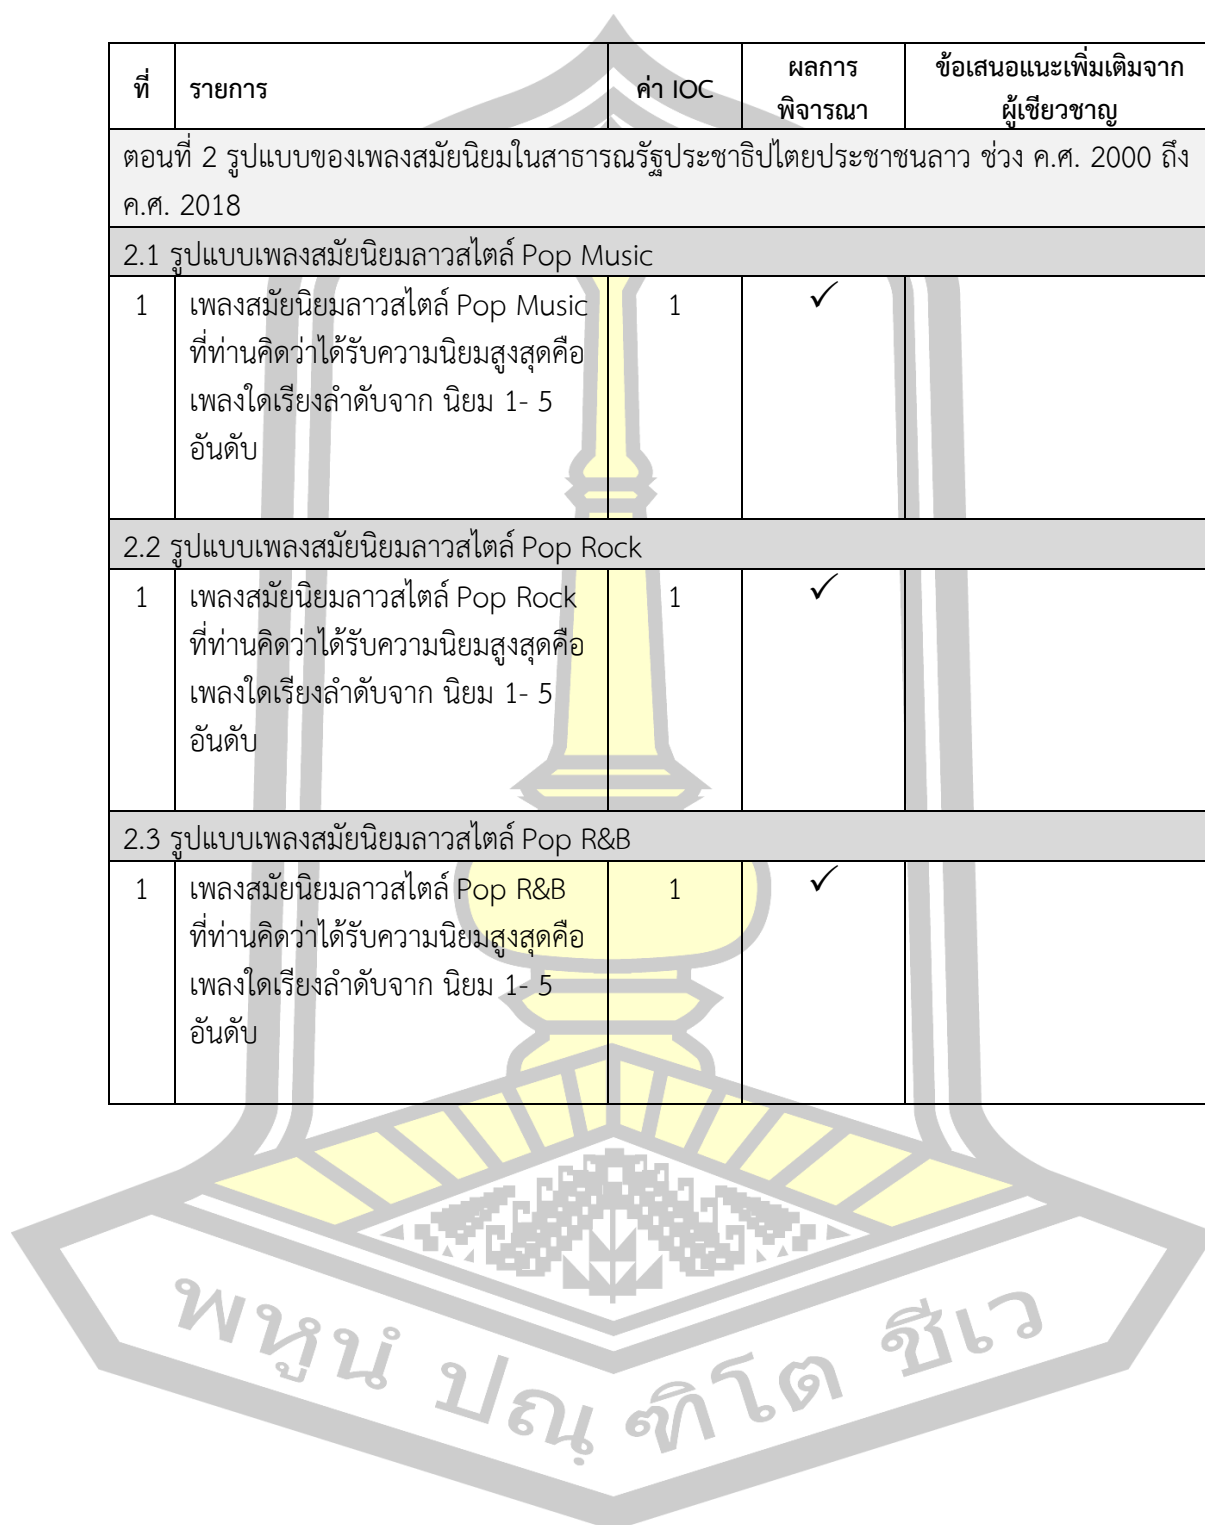 ที่ รายการ ค่า IOC ผลการ ข้อเสนอแนะเพิ่มเติมจาก
พิจารณา ผู้เชียวชาญ
ตอนที่ 2 รูปแบบของเพลงสมัยนิยมในสาธารณรัฐประชาธิปไตยประชาชนลาว ช่วง ค.ศ. 2000 ถึง
ค.ศ. 2018
2.1 รูปแบบเพลงสมัยนิยมลาวสไตล์ Pop Music
1 เพลงสมัยนิยมลาวสไตล์ Pop Music 1 ✓
ที่ท่านคิดว่าได้รับความนิยมสูงสุดคือ
เพลงใดเรียงลำดับจาก นิยม 1- 5
อันดับ
2.2 รูปแบบเพลงสมัยนิยมลาวสไตล์ Pop Rock
1 เพลงสมัยนิยมลาวสไตล์ Pop Rock 1 ✓
ที่ท่านคิดว่าได้รับความนิยมสูงสุดคือ
เพลงใดเรียงลำดับจาก นิยม 1- 5
อันดับ
2.3 รูปแบบเพลงสมัยนิยมลาวสไตล์ Pop R&B
1 เพลงสมัยนิยมลาวสไตล์ Pop R&B 1 ✓
ที่ท่านคิดว่าได้รับความนิยมสูงสุดคือ
เพลงใดเรียงลำดับจาก นิยม 1- 5
อันดับ
พหูนํ ปณฺ ฑิโต ชีเว